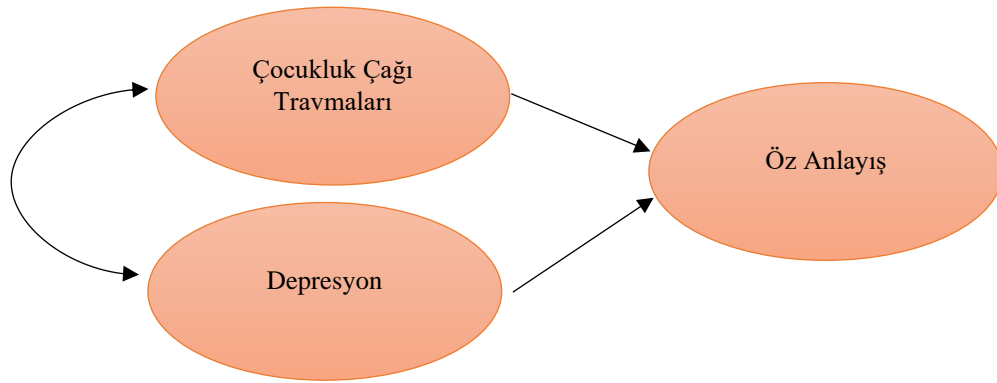 Çocukluk Çağı
Travmaları
Öz Anlayış
Depresyon